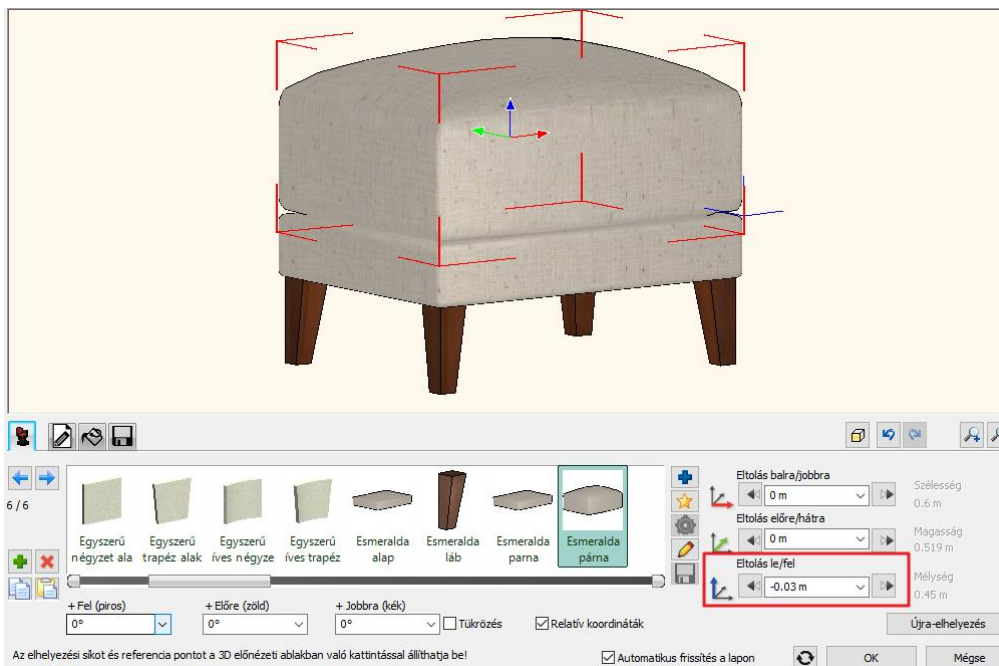 Eltolás balra/jobbra
0 m
Szélesség
0.6 m
6 / 6
Eltolás előre/hátra
0 m
Magasság
0.519 m
Egyszerű négyzet ala
Egyszerű trapéz alak
Egyszerű íves négyze
Egyszerű íves trapéz
Esmeralda alap
Esmeralda láb
Esmeralda parna
Esmeralda párna
Eltolás le/fel
-0.03 m
Mélység
0.45 m
+ Fel (piros)
+ Előre (zöld)
+ Jobbra (kék)
0°
0°
0°
Tükrözés
Relatív koordináták
Újra-elhelyezés
Az elhelyezési síkot és referencia pontot a 3D előnézeti ablakban való kattintással állíthatja be!
Automatikus frissítés a lapon
OK
Mégse